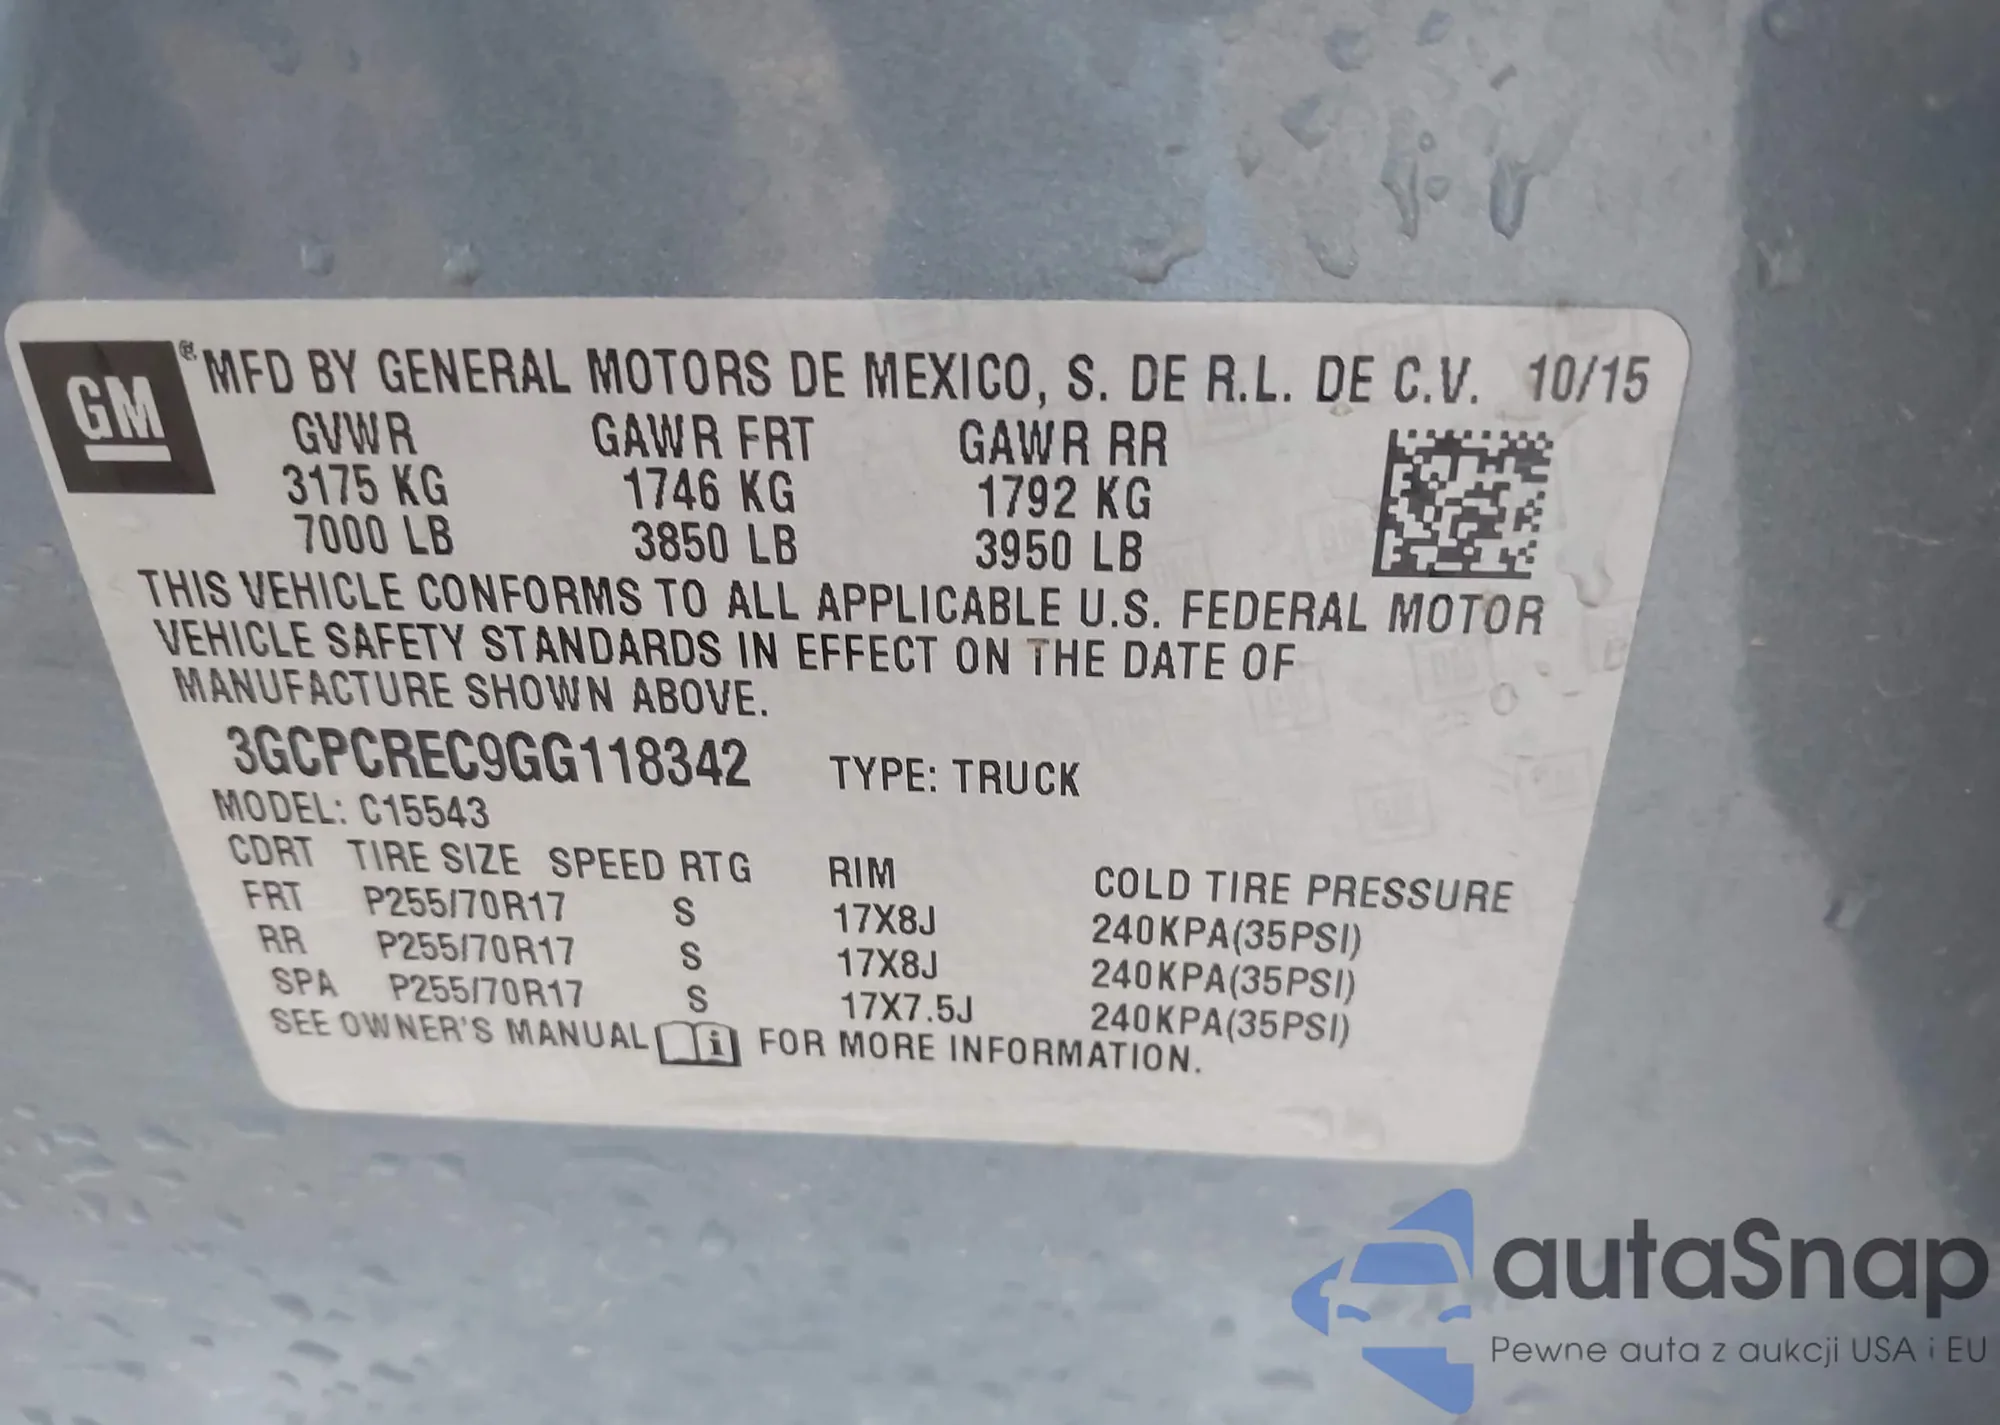 GM ® MFD BY GENERAL MOTORS DE MEXICO, S. DE R.L. DE C.V. 10/15
GVWR GAWR FRT GAWR RR
3175 KG 1746 KG 1792 KG
7000 LB 3850 LB 3950 LB
THIS VEHICLE CONFORMS TO ALL APPLICABLE U.S. FEDERAL MOTOR
VEHICLE SAFETY STANDARDS IN EFFECT ON THE DATE OF
MANUFACTURE SHOWN ABOVE.
3GCPCREC9GG118342 TYPE: TRUCK
MODEL: C15543
CDRT TIRE SIZE SPEED RTG RIM COLD TIRE PRESSURE
FRT P255/70R17 S 17X8J 240KPA(35PSI)
RR P255/70R17 S 17X8J 240KPA(35PSI)
SPA P255/70R17 S 17X7.5J 240KPA(35PSI)
SEE OWNER'S MANUAL i FOR MORE INFORMATION.
autaSnap
Pewne auta z aukcji USA i EU